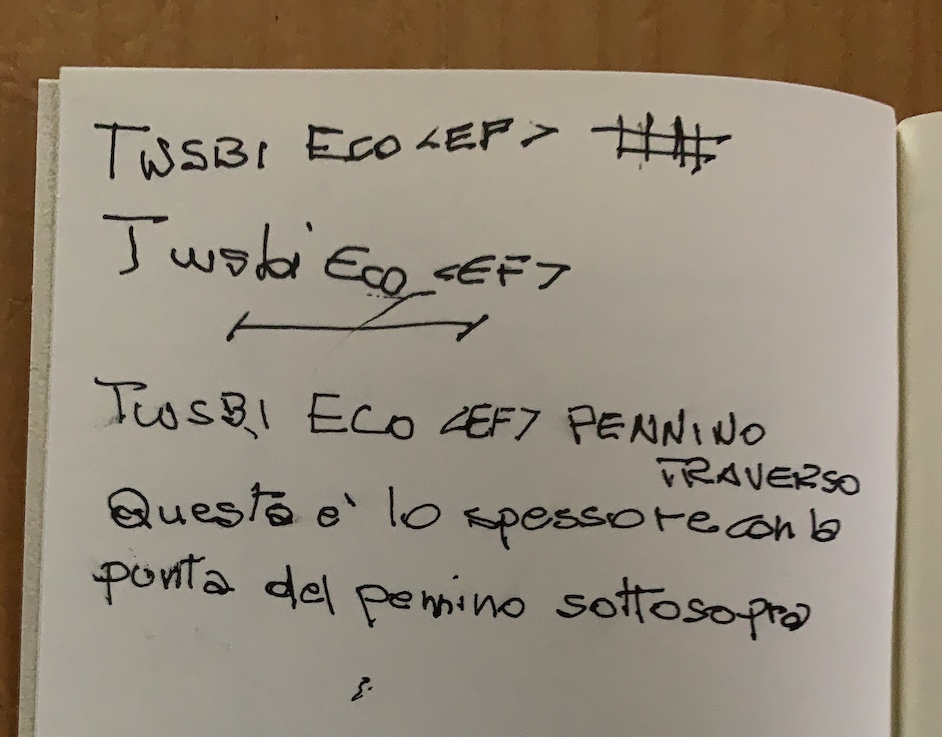 TWSBI ECO <EF>
Twsbi Eco <EF>
TWSBI ECO <EF> PENNINO
TRAVERSO
Questa e' lo spessore con la
punta del pennino sottosopra